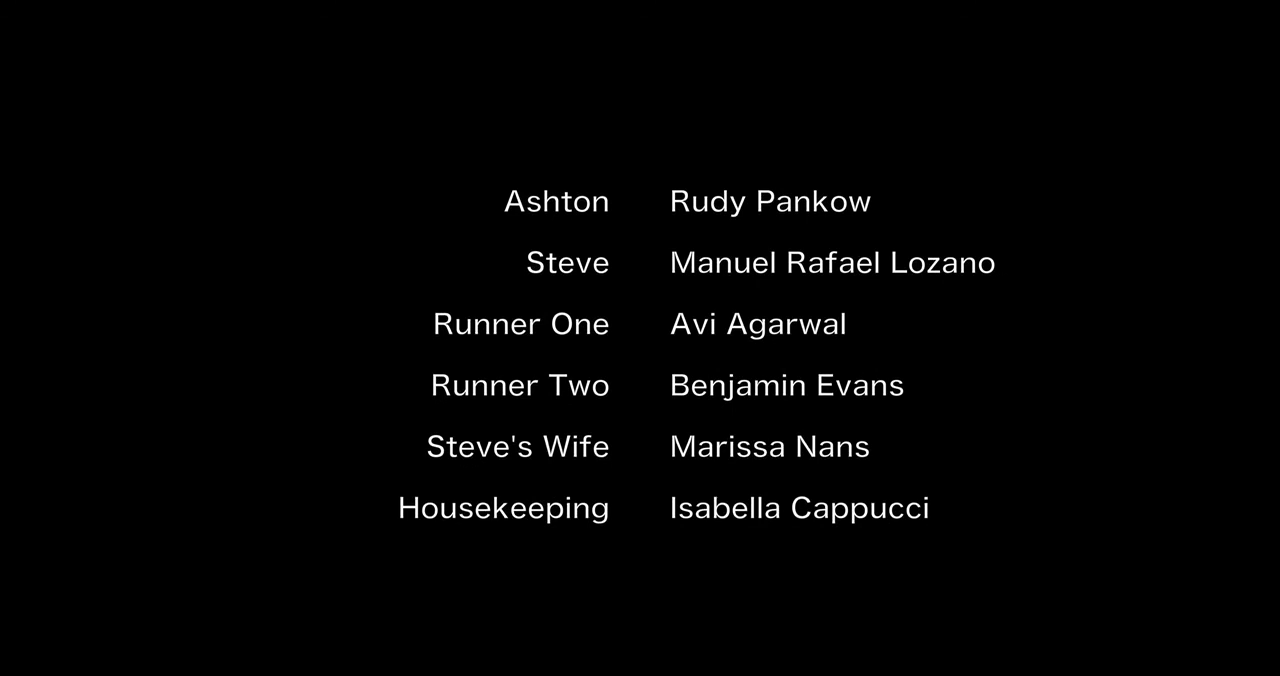 Ashton Rudy Pankow
Steve Manuel Rafael Lozano
Runner One Avi Agarwal
Runner Two Benjamin Evans
Steve's Wife Marissa Nans
Housekeeping Isabella Cappucci